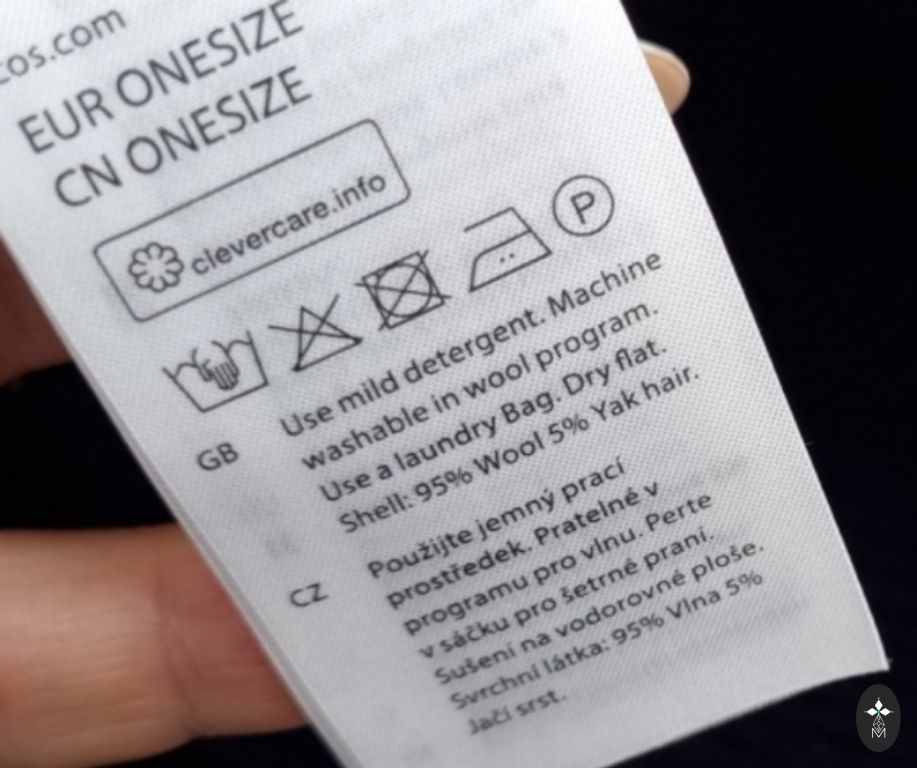 cos.com
EUR ONESIZE
CN ONESIZE
clevercare.info
P
GB
Use mild detergent. Machine
washable in wool program.
Use a laundry Bag. Dry flat.
Shell: 95% Wool 5% Yak hair.
CZ
Použijte jemný prací
prostředek. Pratelné v
programu pro vlnu. Perte
v sáčku pro šetrné praní.
Sušení na vodorovné ploše.
Svrchní látka: 95% Vlna 5%
Jačí srst.
M